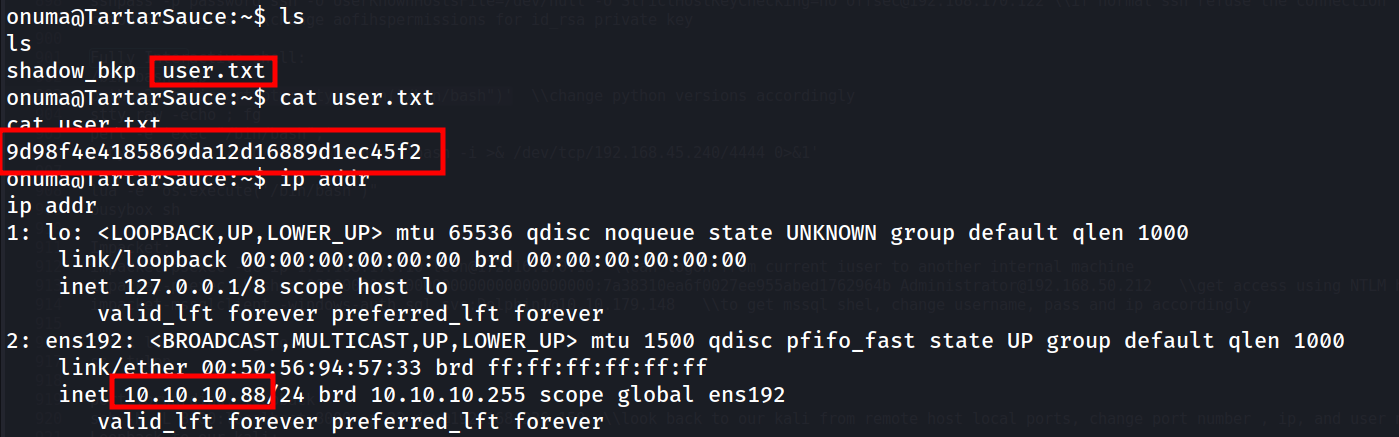 onuma@TartarSauce:~$ ls
ls
shadow_bkp  user.txt
onuma@TartarSauce:~$ cat user.txt
cat user.txt
9d98f4e4185869da12d16889d1ec45f2
onuma@TartarSauce:~$ ip addr
ip addr
1: lo: <LOOPBACK,UP,LOWER_UP> mtu 65536 qdisc noqueue state UNKNOWN group default qlen 1000
    link/loopback 00:00:00:00:00:00 brd 00:00:00:00:00:00
    inet 127.0.0.1/8 scope host lo
       valid_lft forever preferred_lft forever
2: ens192: <BROADCAST,MULTICAST,UP,LOWER_UP> mtu 1500 qdisc pfifo_fast state UP group default qlen 1000
    link/ether 00:50:56:94:57:33 brd ff:ff:ff:ff:ff:ff
    inet 10.10.10.88/24 brd 10.10.10.255 scope global ens192
       valid_lft forever preferred_lft forever